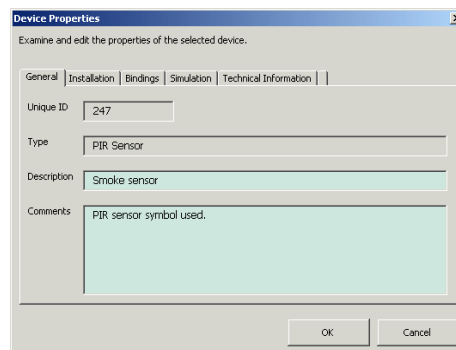 Device Properties
Examine and edit the properties of the selected device.
General Installation Bindings Simulation Technical Information
Unique ID 247
Type PIR Sensor
Description Smoke sensor
Comments PIR sensor symbol used.
OK Cancel